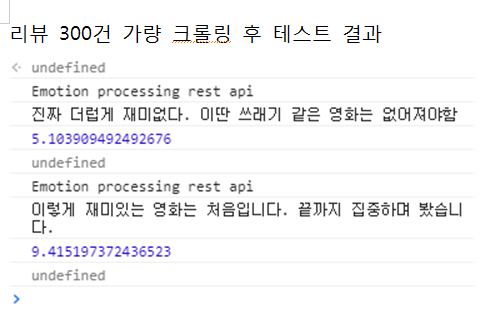 리뷰 300건 가량 크롤링 후 테스트 결과
undefined
Emotion processing rest api
진짜 더럽게 재미없다. 이딴 쓰래기 같은 영화는 없어져야함
5.103909492492676
undefined
Emotion processing rest api
이렇게 재미있는 영화는 처음입니다. 끝까지 집중하며 봤습니
다.
9.415197372436523
undefined